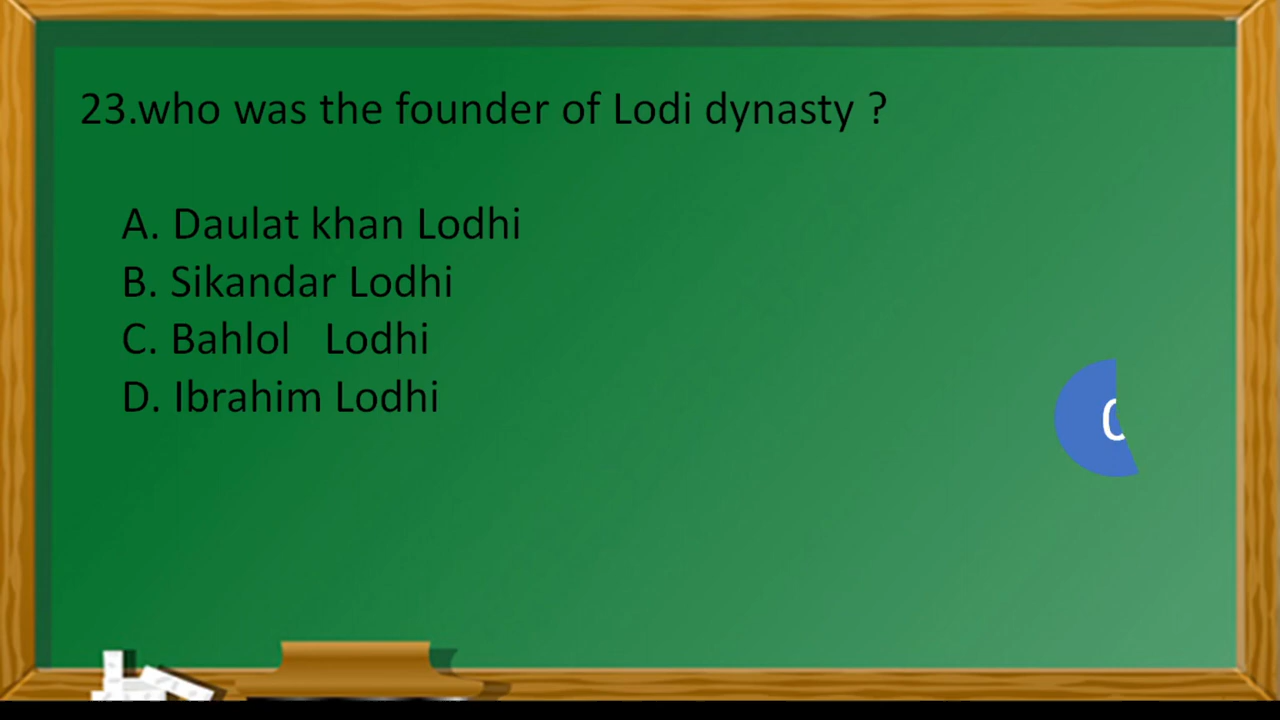 23.who was the founder of Lodi dynasty ?
A. Daulat khan Lodhi
B. Sikandar Lodhi
C. Bahlol   Lodhi
D. Ibrahim Lodhi